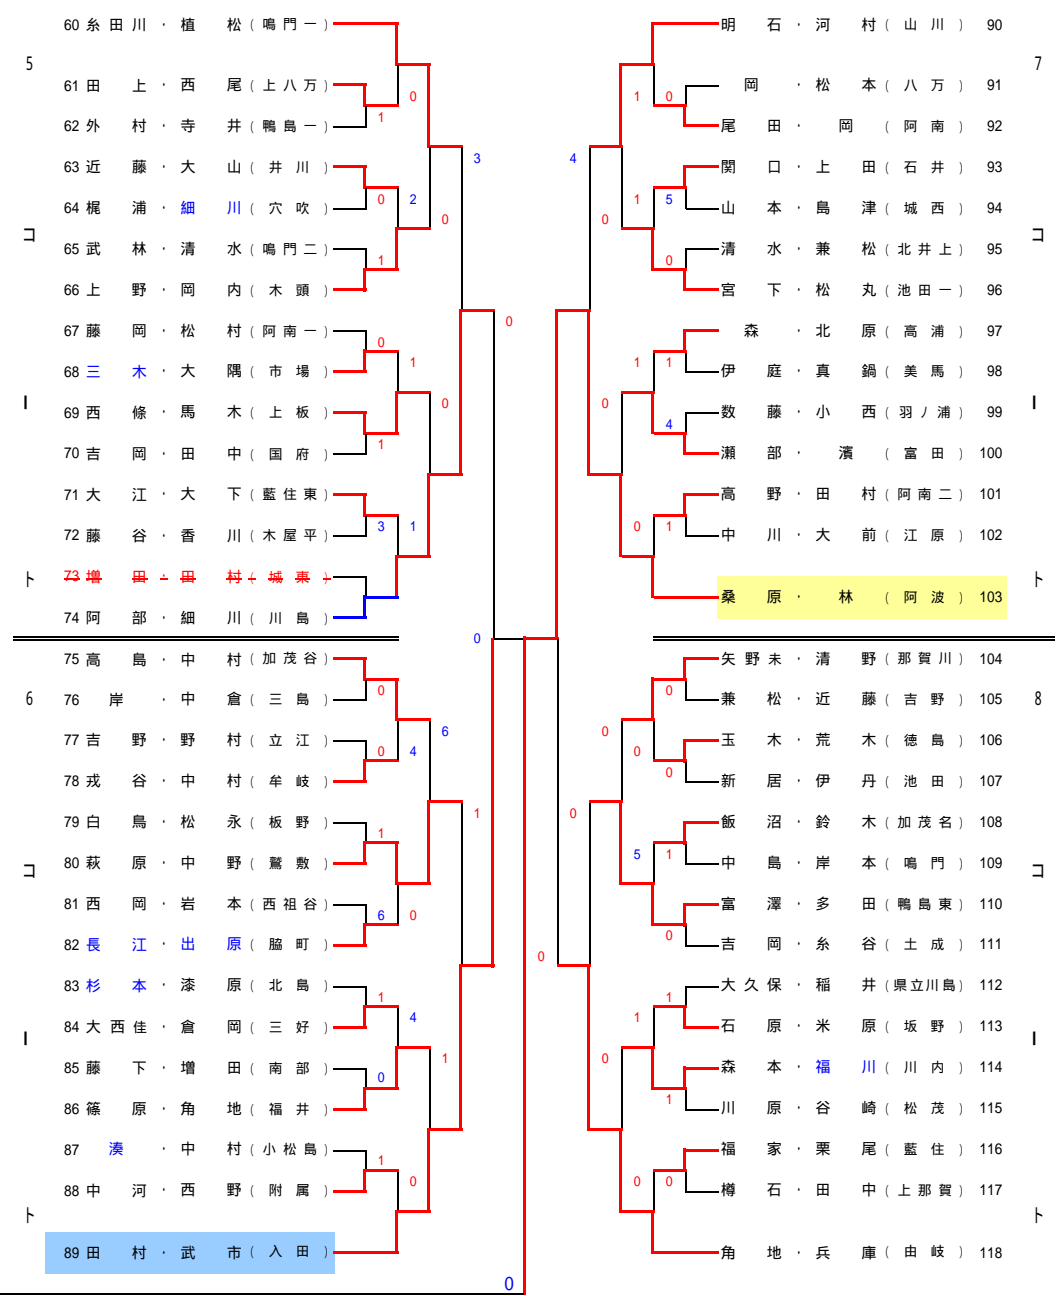 60 糸田川・植松(鳴門一)
5
61 田上・西尾(上八万)
0
1
62 外村・寺井(鴨島一)
3
63 近藤・大山(井川)
0 2
64 梶浦・細川(穴吹)
0
コ
65 武林・清水(鳴門二)
1
66 上野・岡内(木頭)
0
67 藤岡・松村(阿南一)
0
1
68 三木・大隅(市場)
ー
0
69 西條・馬木(上板)
1
70 吉岡・田中(国府)
71 大江・大下(藍住東)
3 1
72 藤谷・香川(木屋平)
ト
73 増田・田村(城東)
74 阿部・細川(川島)
0
75 高島・中村(加茂谷)
0
6
76 岸・中倉(三島)
6
77 吉野・野村(立江)
0 4
78 戎谷・中村(牟岐)
1
79 白鳥・松永(板野)
1
80 萩原・中野(鷲敷)
コ
81 西岡・岩本(西祖谷)
6 0
82 長江・出原(脇町)
0
83 杉本・漆原(北島)
1
4
84 大西佳・倉岡(三好)
ー
1
85 藤下・増田(南部)
0
86 篠原・角地(福井)
87 湊・中村(小松島)
1
88 中河・西野(附属)
0
ト
89 田村・武市(入田)
0
明石・河村(山川) 90
7
岡・松本(八万) 91
1 0
尾田・岡(阿南) 92
4
関口・上田(石井) 93
1 5
山本・島津(城西) 94
0
コ
清水・兼松(北井上) 95
0
宮下・松丸(池田一) 96
森・北原(高浦) 97
1 1
伊庭・真鍋(美馬) 98
ー
0
数藤・小西(羽ノ浦) 99
4
瀬部・濱(富田) 100
高野・田村(阿南二) 101
0 1
中川・大前(江原) 102
ト
桑原・林(阿波) 103
矢野未・清野(那賀川) 104
0
8
兼松・近藤(吉野) 105
0
玉木・荒木(徳島) 106
0
0
新居・伊丹(池田) 107
0
飯沼・鈴木(加茂名) 108
5 1
中島・岸本(鳴門) 109
コ
富澤・多田(鴨島東) 110
0
吉岡・糸谷(土成) 111
大久保・稲井(県立川島) 112
1
1
石原・米原(坂野) 113
ー
0
森本・福川(川内) 114
1
川原・谷崎(松茂) 115
福家・栗尾(藍住) 116
0 0
樽石・田中(上那賀) 117
ト
角地・兵庫(由岐) 118